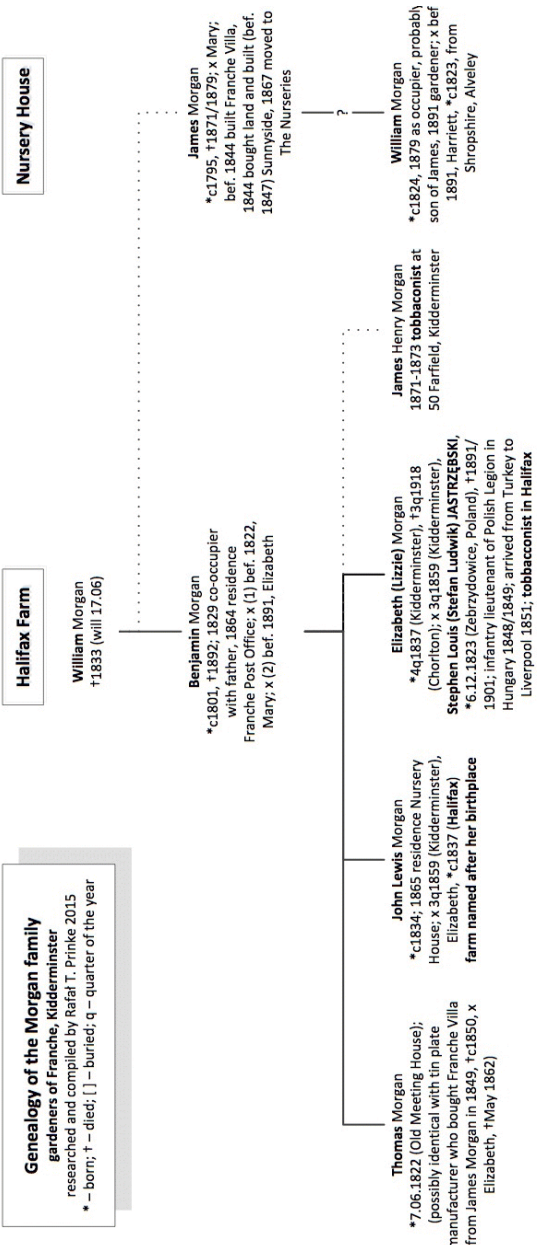 Genealogy of the Morgan family
gardeners of Franche, Kidderminster
researched and compiled by Rafał T. Prinke 2015
* – born; † – died; [ ] – buried; q – quarter of the year
Halifax Farm
Nursery House
William Morgan
†1833 (will 17.06)
Benjamin Morgan
*c1801, †1892; 1829 co-occupier
with father, 1864 residence
Franche Post Office; x (1) bef. 1822,
Mary; x (2) bef. 1891, Elizabeth
James Morgan
*c1795, †1871/1879; x Mary;
bef. 1844 built Franche Villa,
1844 bought land and built (bef.
1847) Sunnyside, 1867 moved to
The Nurseries
?
Thomas Morgan
*7.06.1822 (Old Meeting House);
(possibly identical with tin plate
manufacturer who bought Franche Villa
from James Morgan in 1849, †c1850, x
Elizabeth, †May 1862)
John Lewis Morgan
*c1834; 1865 residence Nursery
House; x 3q1859 (Kidderminster),
Elizabeth, *c1837 (Halifax)
farm named after her birthplace
Elizabeth (Lizzie) Morgan
*4q1837 (Kidderminster), †3q1918
(Chorlton); x 3q1859 (Kidderminster),
Stephen Louis (Stefan Ludwik) JASTRZĘBSKI,
*6.12.1823 (Zebrzydowice, Poland), †1891/
1901; infantry lieutenant of Polish Legion in
Hungary 1848/1849; arrived from Turkey to
Liverpool 1851; tobbaconist in Halifax
James Henry Morgan
1871-1873 tobbaconist at
50 Farfield, Kidderminster
William Morgan
*c1824, 1879 as occupier, probably
son of James, 1891 gardener; x bef
1891, Harriett, *c1823, from
Shropshire, Alveley